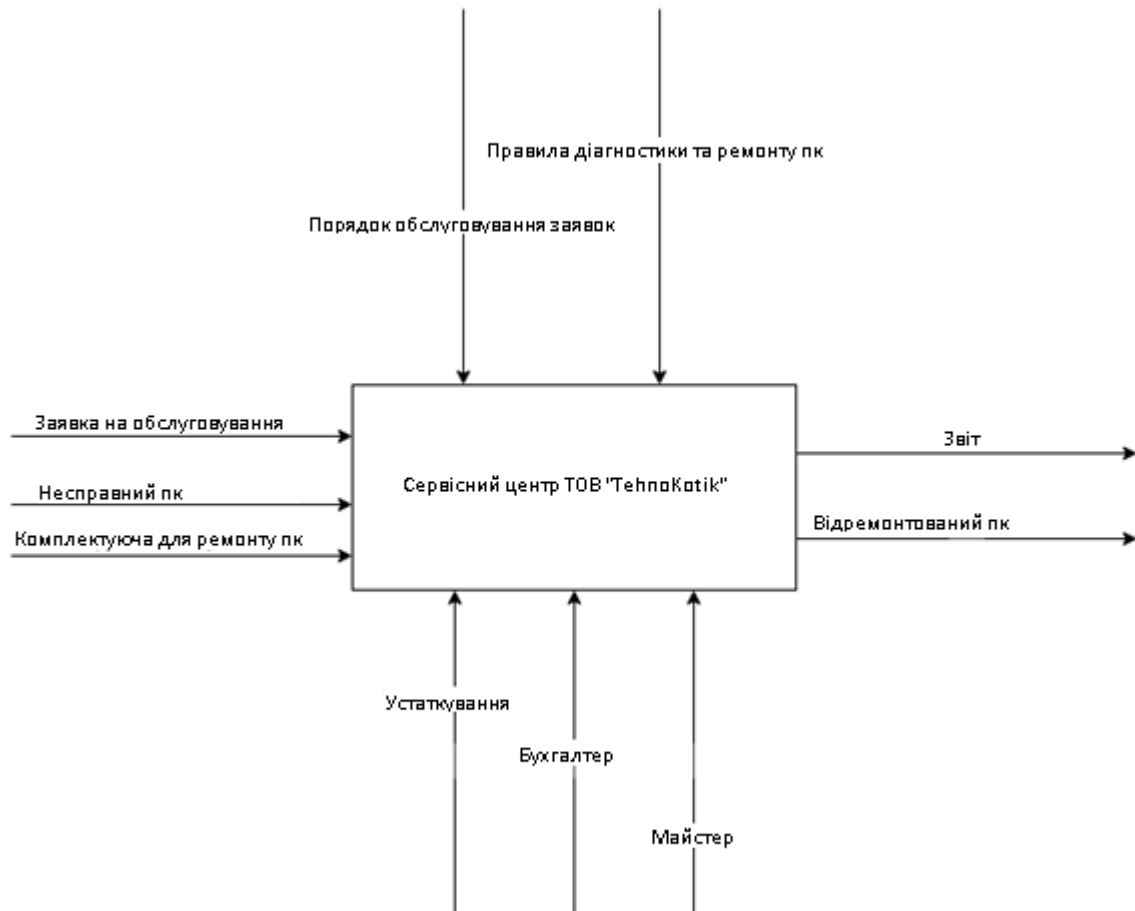 Правила діагностики та ремонту пк
Порядок обслуговування заявок
Заявка на обслуговування
Несправний пк
Комплектуюча для ремонту пк
Сервісний центр ТОВ "TehnoKotik"
Звіт
Відремонтований пк
Устаткування
Бухгалтер
Майстер